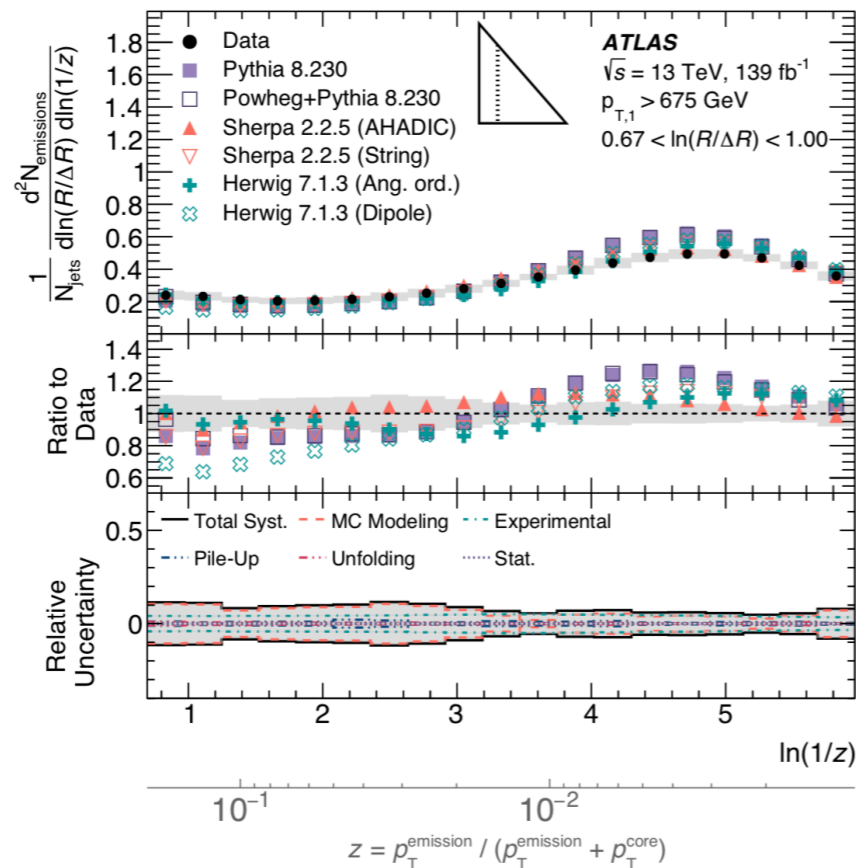 1.8
1.6
1.4
1.2
1
0.8
0.6
0.4
0.2
1/N_jets d²N_emissions / dln(R/ΔR) dln(1/z)
Data
Pythia 8.230
Powheg+Pythia 8.230
Sherpa 2.2.5 (AHADIC)
Sherpa 2.2.5 (String)
Herwig 7.1.3 (Ang. ord.)
Herwig 7.1.3 (Dipole)
ATLAS
√s = 13 TeV, 139 fb⁻¹
p_T,1 > 675 GeV
0.67 < ln(R/ΔR) < 1.00
Ratio to
Data
1.4
1.2
1
0.8
0.6
Relative
Uncertainty
0.5
0
Total Syst. MC Modeling Experimental
Pile-Up Unfolding Stat.
1 2 3 4 5
ln(1/z)
10⁻¹ 10⁻²
z = p_T^emission / (p_T^emission + p_T^core)